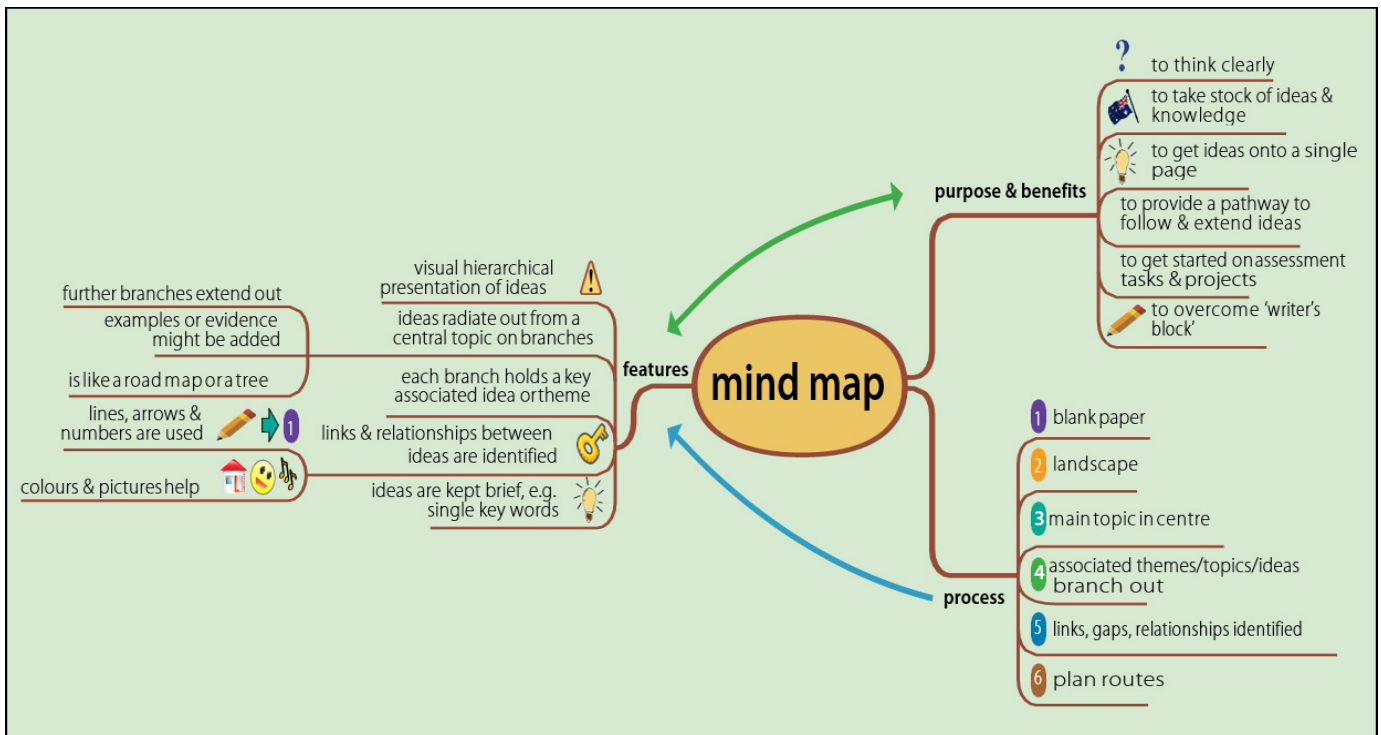 mind map
purpose & benefits
? to think clearly
to take stock of ideas &
knowledge
to get ideas onto a single
page
to provide a pathway to
follow & extend ideas
to get started on assessment
tasks & projects
to overcome ‘writer's
block’
features
visual hierarchical
presentation of ideas
ideas radiate out from a
central topic on branches
further branches extend out
examples or evidence
might be added
is like a road map or a tree
each branch holds a key
associated idea ortheme
links & relationships between
ideas are identified
lines, arrows &
numbers are used 1
colours & pictures help
ideas are kept brief, e.g.
single key words
process
1 blank paper
2 landscape
3 main topic in centre
4 associated themes/topics/ideas
branch out
5 links, gaps, relationships identified
6 plan routes